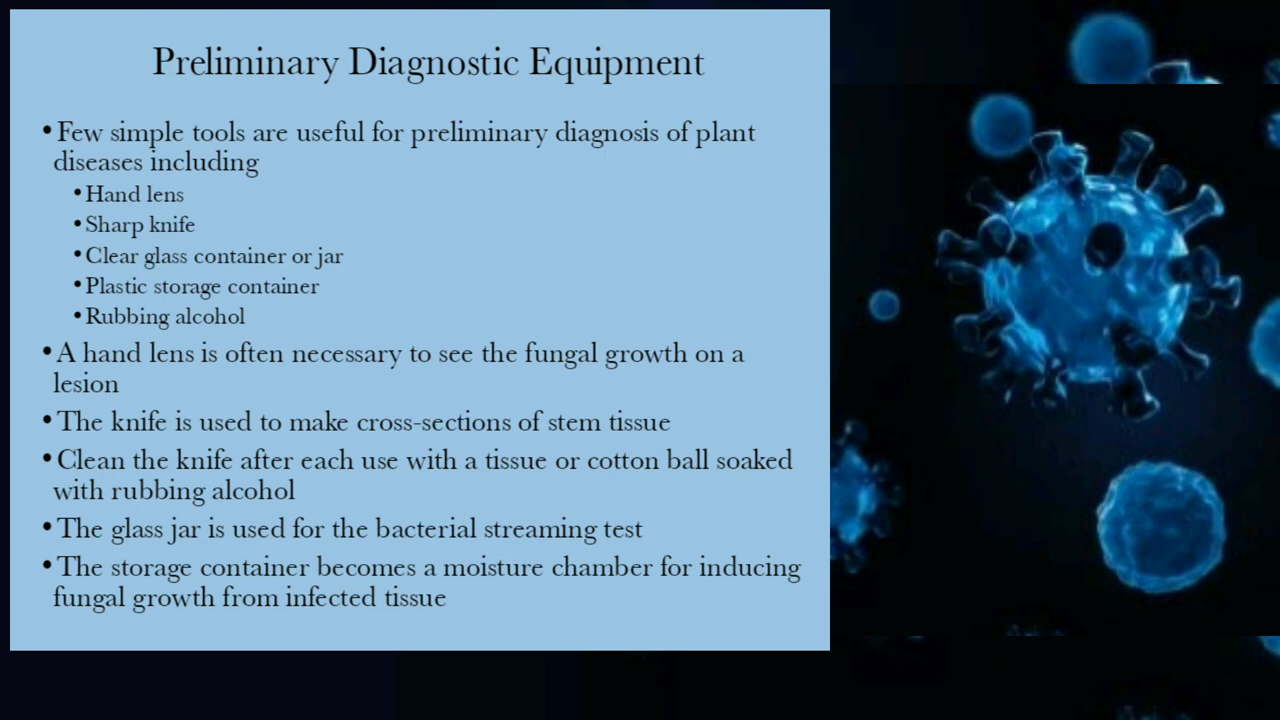 Preliminary Diagnostic Equipment
•Few simple tools are useful for preliminary diagnosis of plant
diseases including
•Hand lens
•Sharp knife
•Clear glass container or jar
•Plastic storage container
•Rubbing alcohol
•A hand lens is often necessary to see the fungal growth on a
lesion
•The knife is used to make cross-sections of stem tissue
•Clean the knife after each use with a tissue or cotton ball soaked
with rubbing alcohol
•The glass jar is used for the bacterial streaming test
•The storage container becomes a moisture chamber for inducing
fungal growth from infected tissue